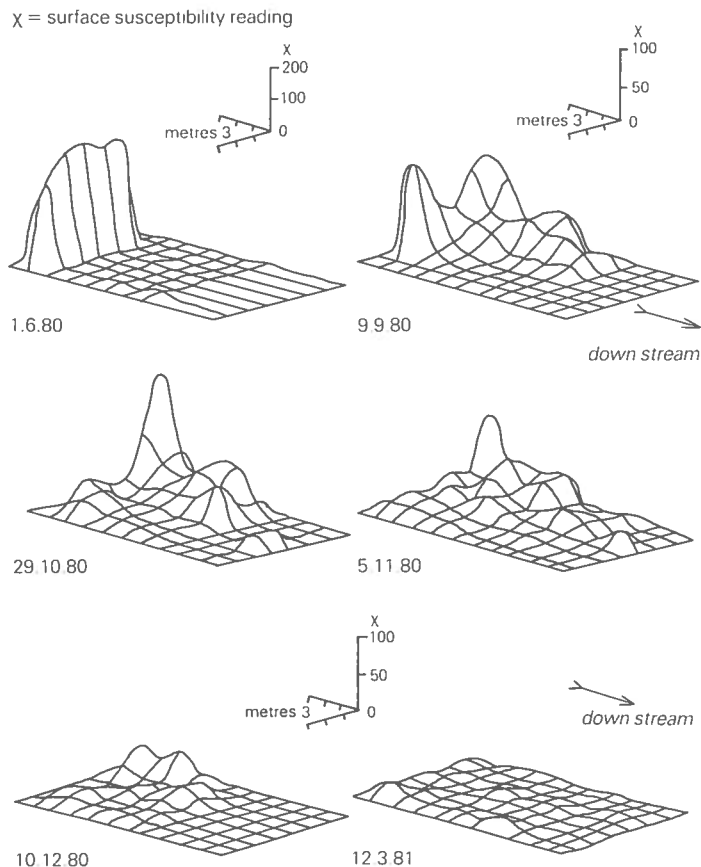 χ = surface susceptibility reading
χ
200
100
0
metres 3
χ
100
50
0
metres 3
1.6.80
9.9.80
down stream
29.10.80
5.11.80
χ
100
50
0
metres 3
down stream
10.12.80
12.3.81